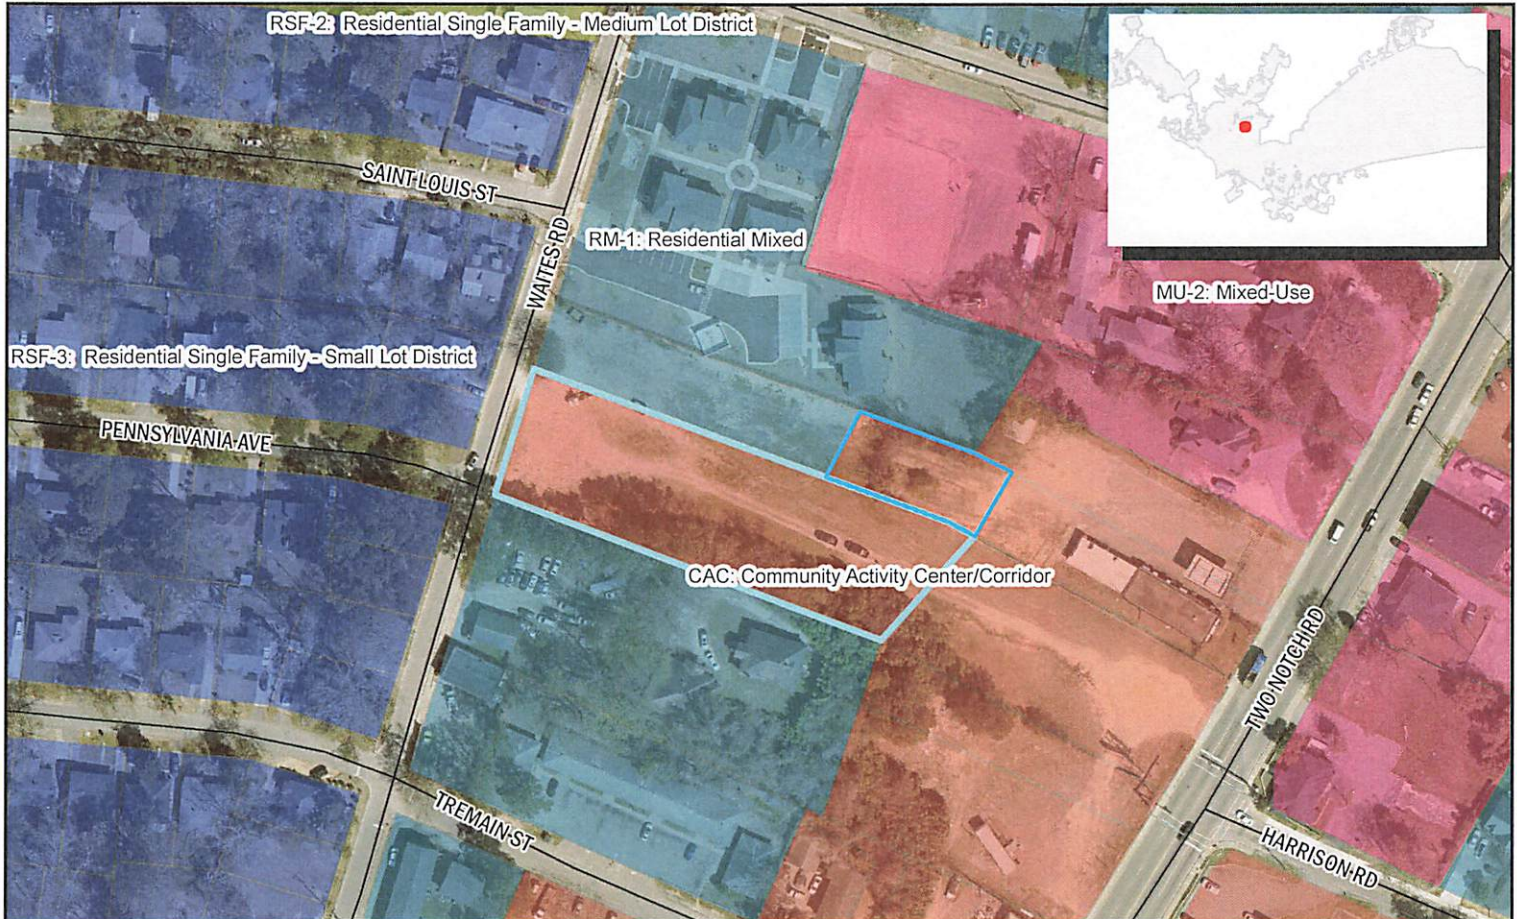 RSF-2: Residential Single Family - Medium Lot District
SAINT LOUIS ST
WAITES RD
RM-1: Residential Mixed
MU-2: Mixed-Use
RSF-3: Residential Single Family - Small Lot District
PENNSYLVANIA AVE
CAC: Community Activity Center/Corridor
TWO NOTCH RD
TREMAIN ST
HARRISON RD